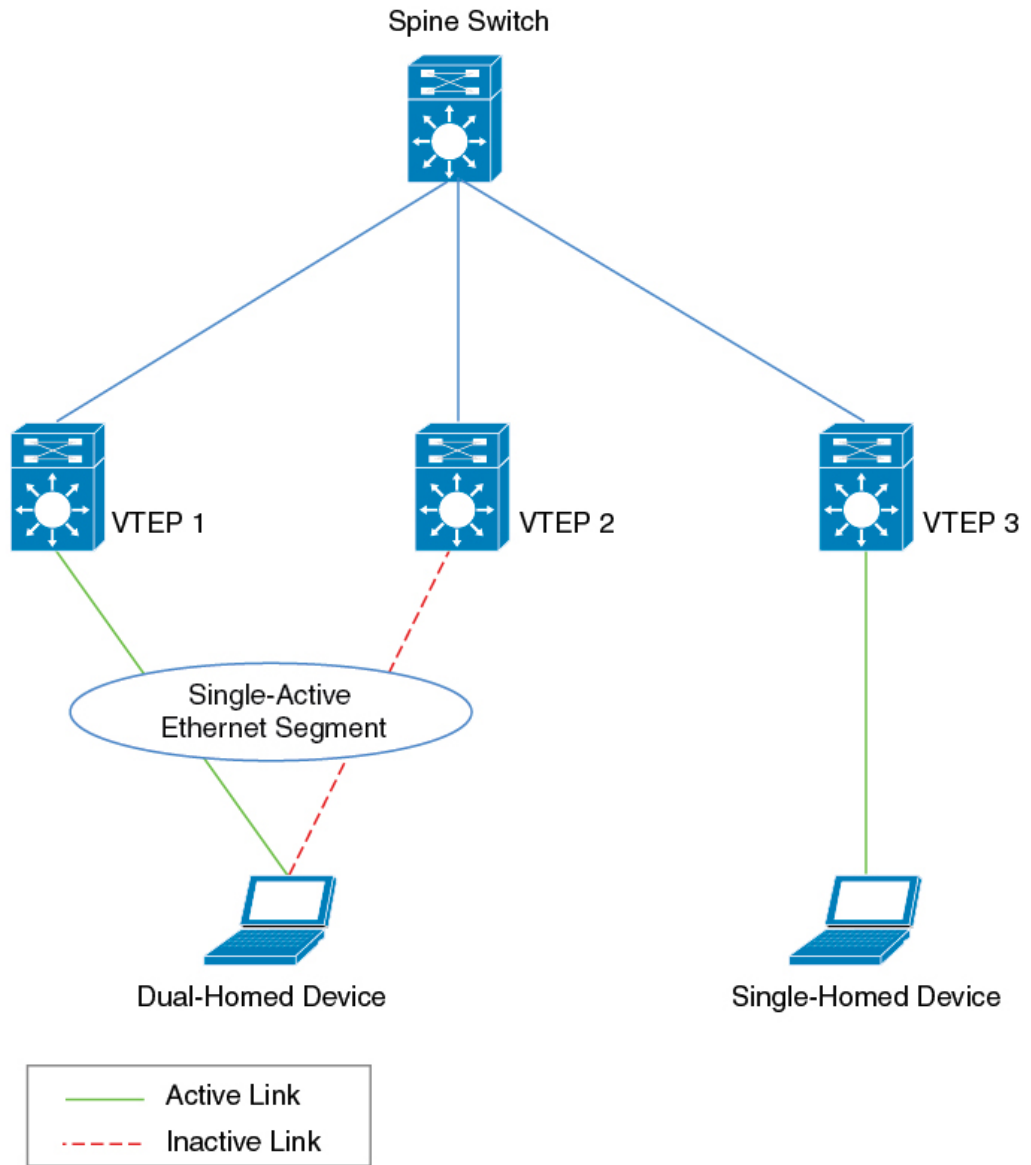 Spine Switch
VTEP 1
VTEP 2
VTEP 3
Single-Active
Ethernet Segment
Dual-Homed Device
Single-Homed Device
Active Link
Inactive Link